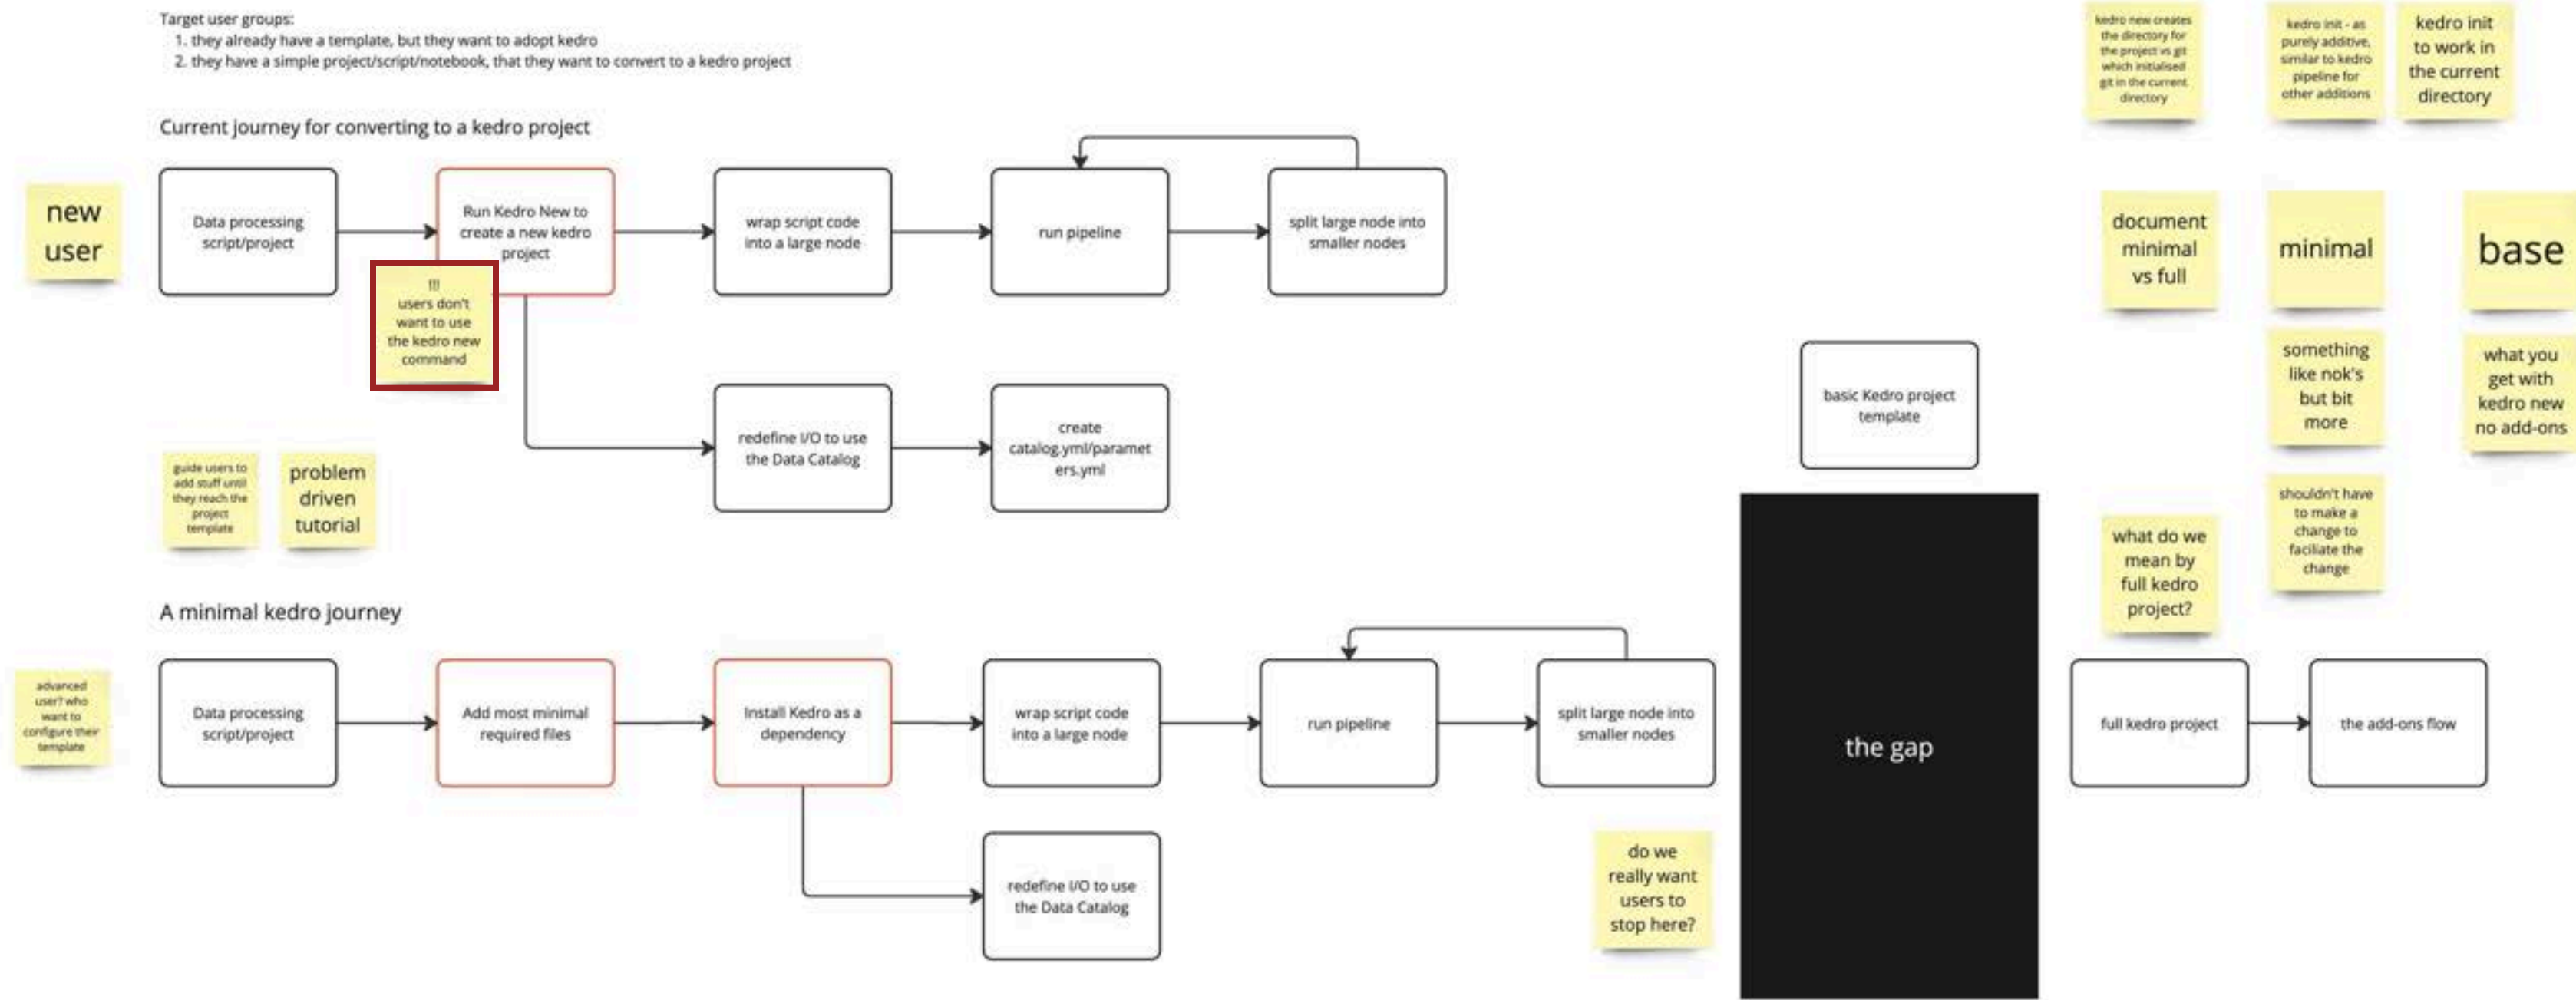 Target user groups:
1. they already have a template, but they want to adopt kedro
2. they have a simple project/script/notebook, that they want to convert to a kedro project
kedro new creates
the directory for
the project vs git
which initialised
git in the current
directory
kedro init - as
purely additive,
similar to kedro
pipeline for
other additions
kedro init
to work in
the current
directory
Current journey for converting to a kedro project
new
user
Data processing
script/project
Run Kedro New to
create a new kedro
project
!!!
users don't
want to use
the kedro new
command
wrap script code
into a large node
run pipeline
split large node into
smaller nodes
document
minimal
vs full
minimal
base
redefine I/O to use
the Data Catalog
create
catalog.yml/paramet
ers.yml
basic Kedro project
template
something
like nok's
but bit
more
what you
get with
kedro new
no add-ons
guide users to
add stuff until
they reach the
project
template
problem
driven
tutorial
what do we
mean by
full kedro
project?
shouldn't have
to make a
change to
faciliate the
change
A minimal kedro journey
advanced
user? who
want to
configure their
template
Data processing
script/project
Add most minimal
required files
Install Kedro as a
dependency
wrap script code
into a large node
run pipeline
split large node into
smaller nodes
the gap
full kedro project
the add-ons flow
redefine I/O to use
the Data Catalog
do we
really want
users to
stop here?